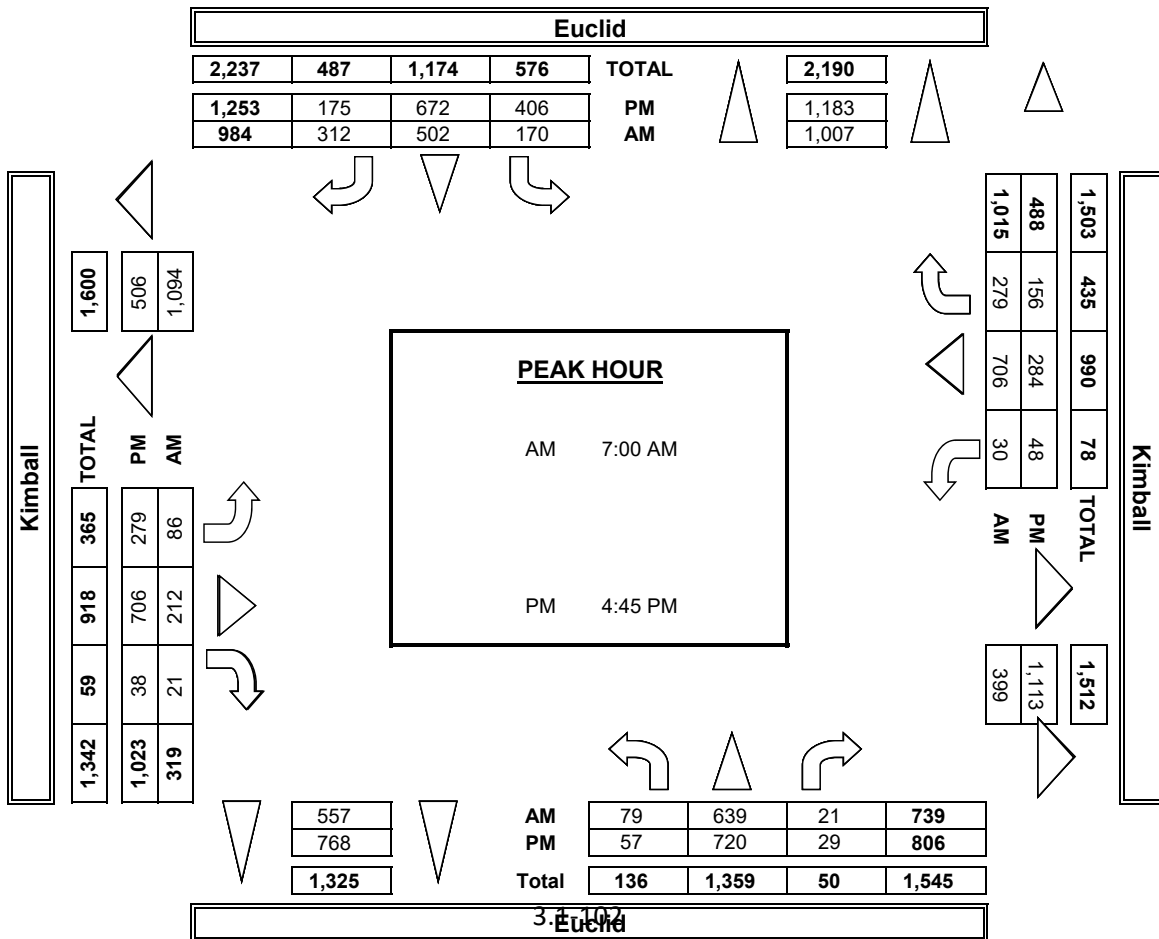 Euclid
2,237 487 1,174 576 TOTAL 2,190
1,253 175 672 406 PM 1,183
984 312 502 170 AM 1,007
Kimball
1,600
506
1,094
TOTAL
PM
AM
365 918 59 1,342
279 706 38 1,023
86 212 21 319
PEAK HOUR
AM 7:00 AM
PM 4:45 PM
1,503 435 990 78 TOTAL
488 156 284 48 PM
1,015 279 706 30 AM
1,512
1,113
399
Kimball
557 AM 79 639 21 739
768 PM 57 720 29 806
1,325 Total 136 1,359 50 1,545
Euclid
3.1-102